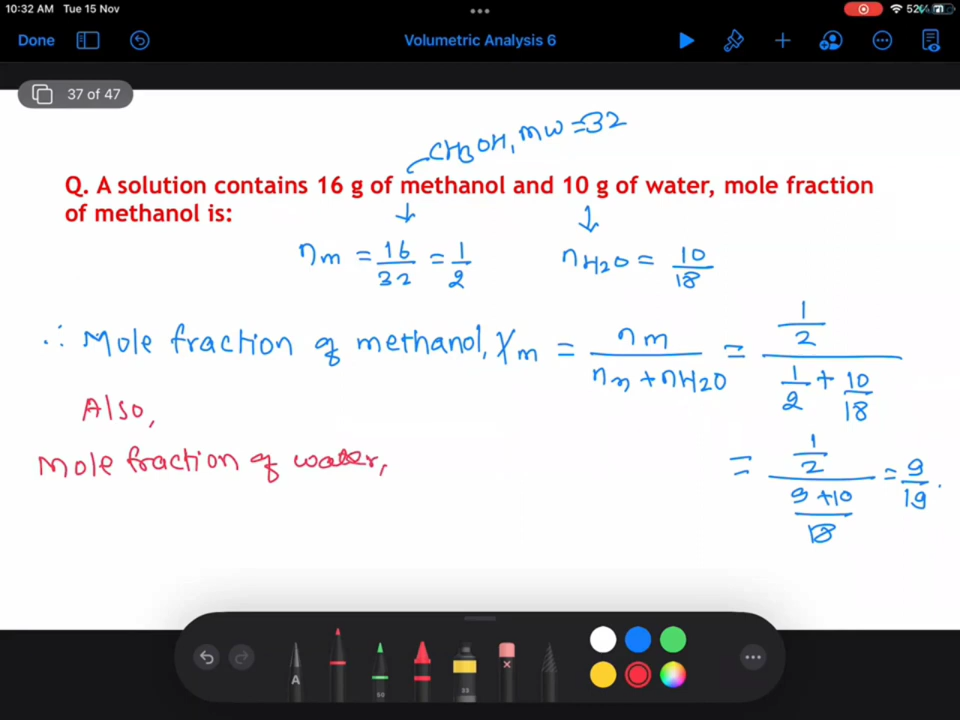 10:32 AM Tue 15 Nov
52%
Done
Volumetric Analysis 6
37 of 47
CH3OH, MW = 32
Q. A solution contains 16 g of methanol and 10 g of water, mole fraction
of methanol is:
nm = 16/32 = 1/2
nH2O = 10/18
∴ Mole fraction of methanol, χm = nm/(nm + nH2O) = (1/2)/(1/2 + 10/18)
= (1/2)/((9+10)/18) = 9/19.
Also,
Mole fraction of water,
A
50
33